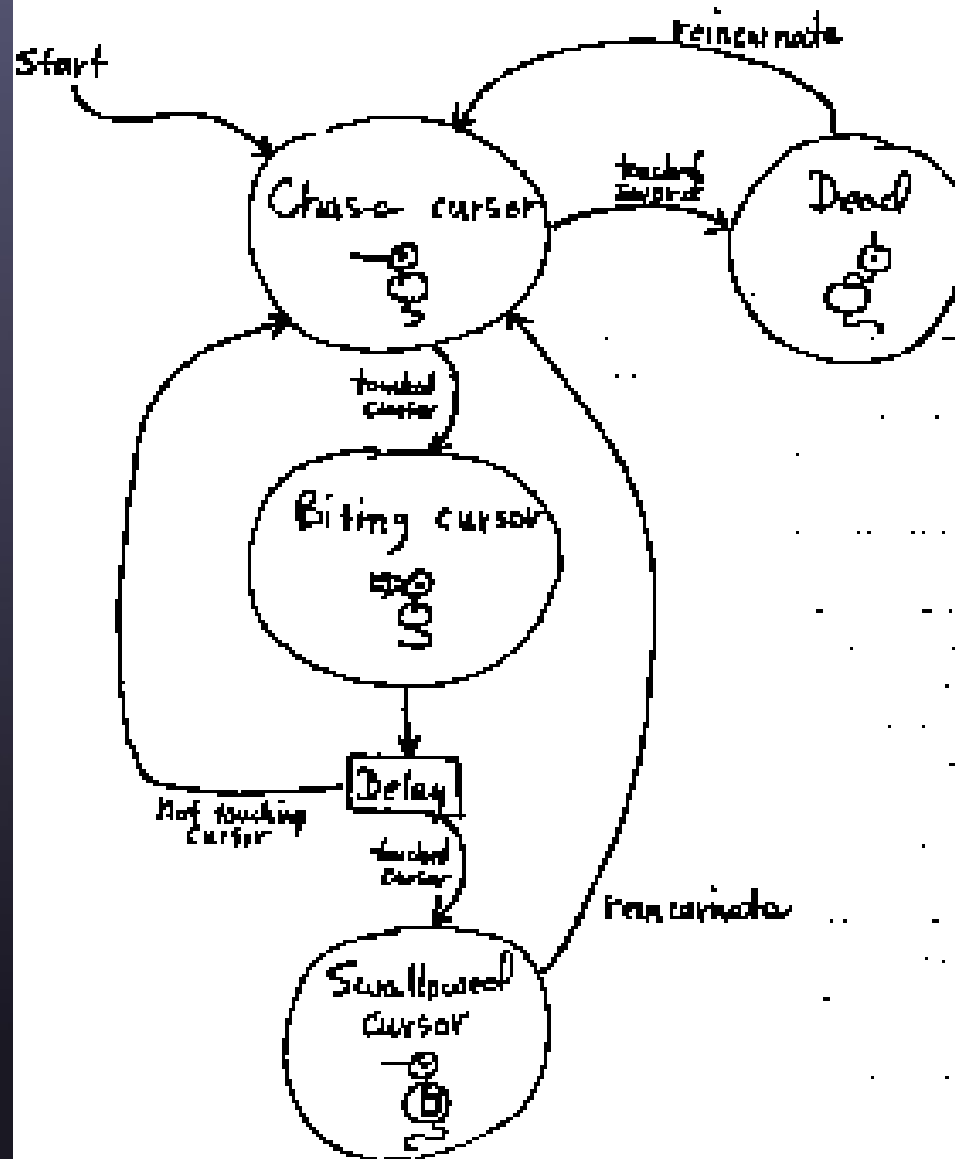 Start
reincarnate
Chase cursor
touched
Dead
touched
cursor
Biting cursor
Delay
Not touching
cursor
touched
cursor
reincarnate
Swallowed
cursor